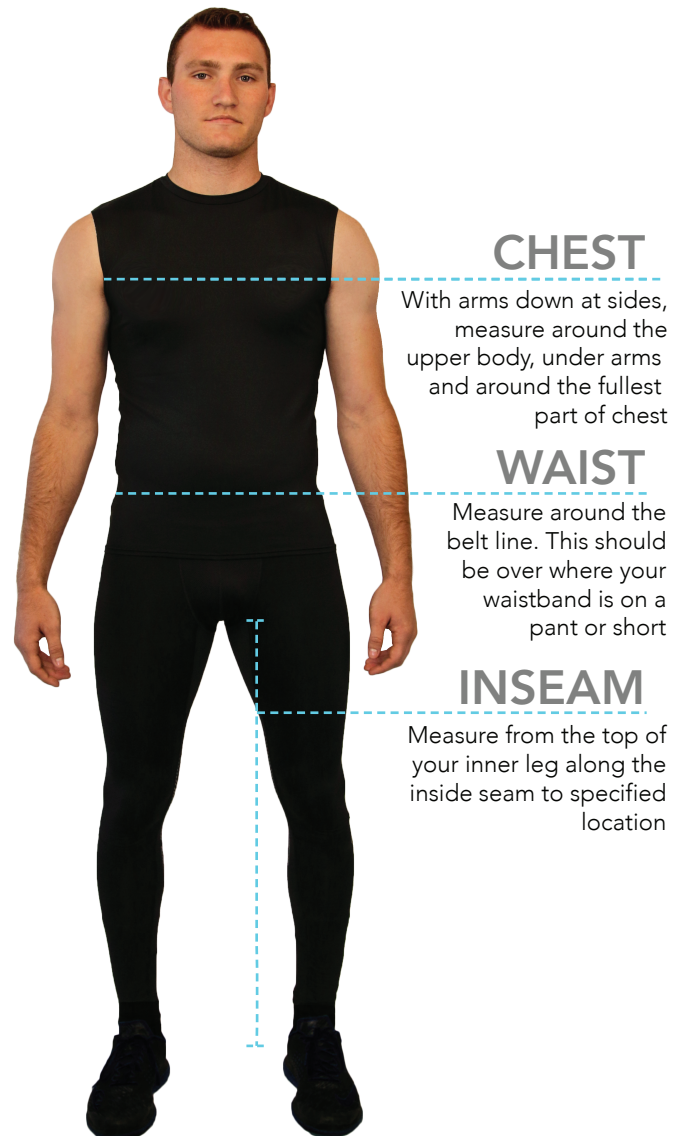 CHEST
With arms down at sides,
measure around the
upper body, under arms
and around the fullest
part of chest
WAIST
Measure around the
belt line. This should
be over where your
waistband is on a
pant or short
INSEAM
Measure from the top of
your inner leg along the
inside seam to specified
location